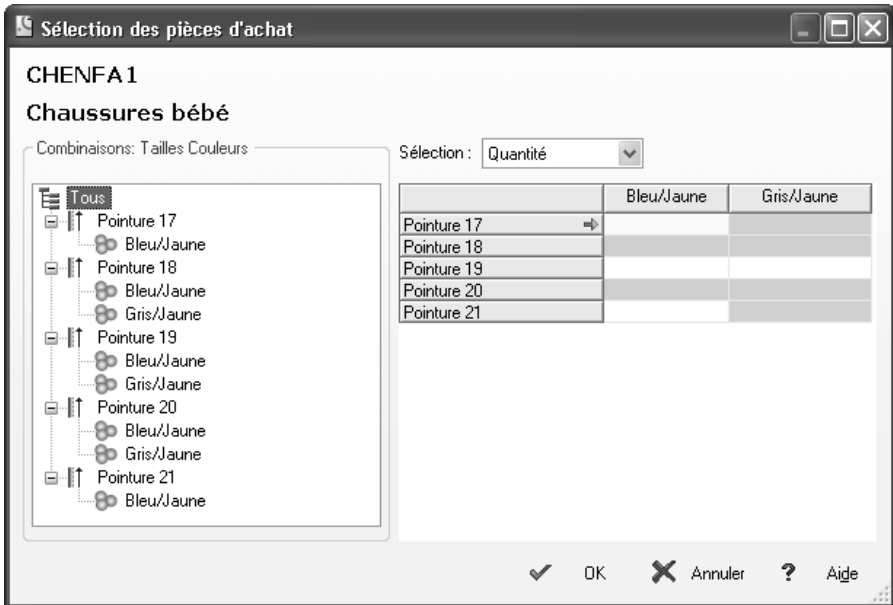 Sélection des pièces d'achat
CHENFA1
Chaussures bébé
Combinaisons: Tailles Couleurs
Tous
Pointure 17
Bleu/Jaune
Pointure 18
Bleu/Jaune
Gris/Jaune
Pointure 19
Bleu/Jaune
Gris/Jaune
Pointure 20
Bleu/Jaune
Gris/Jaune
Pointure 21
Bleu/Jaune
Sélection : Quantité
Bleu/Jaune Gris/Jaune
Pointure 17
Pointure 18
Pointure 19
Pointure 20
Pointure 21
OK Annuler ? Aide